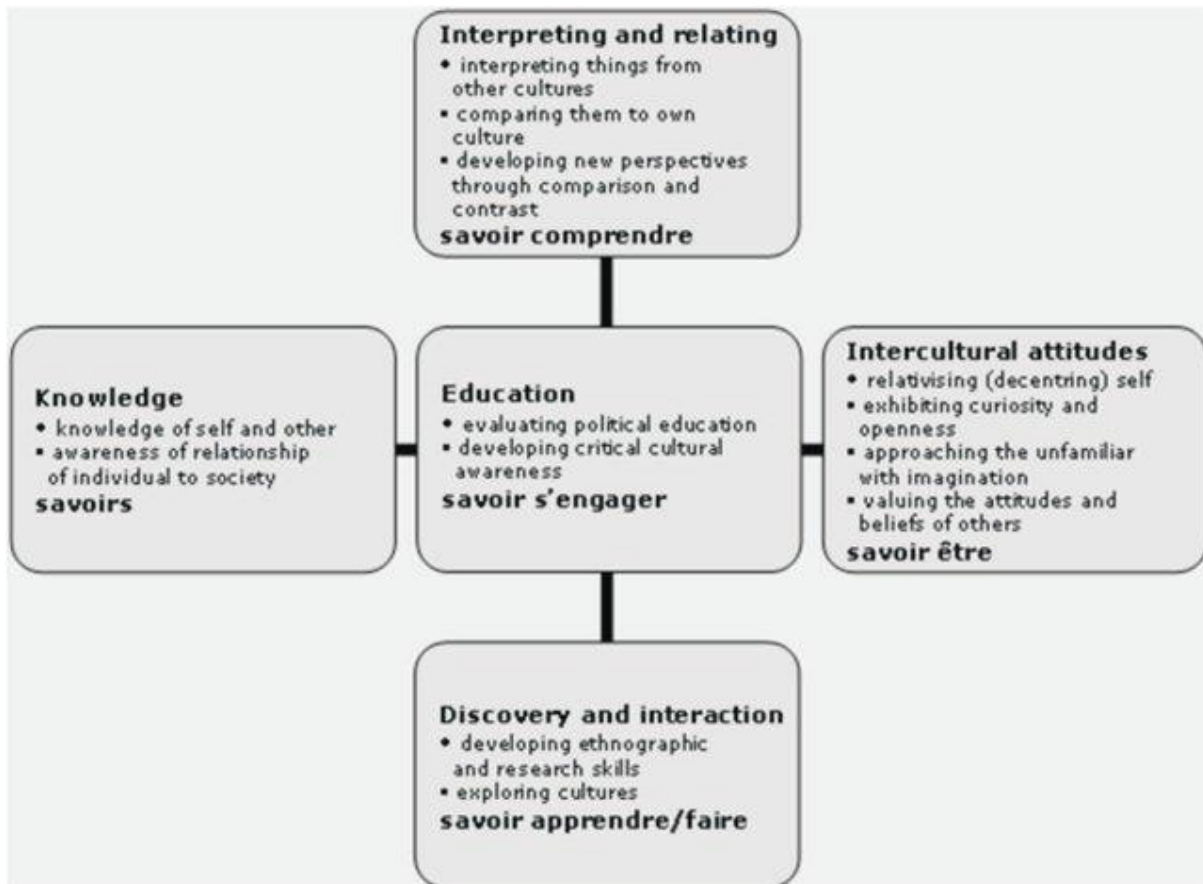 Interpreting and relating
• interpreting things from
other cultures
▪ comparing them to own
culture
▪ developing new perspectives
through comparison and
contrast
savoir comprendre
Knowledge
• knowledge of self and other
▪ awareness of relationship
of individual to society
savoirs
Education
• evaluating political education
▪ developing critical cultural
awareness
savoir s'engager
Intercultural attitudes
• relativising (decentring) self
▪ exhibiting curiosity and
openness
▪ approaching the unfamiliar
with imagination
▪ valuing the attitudes and
beliefs of others
savoir être
Discovery and interaction
• developing ethnographic
and research skills
▪ exploring cultures
savoir apprendre/faire